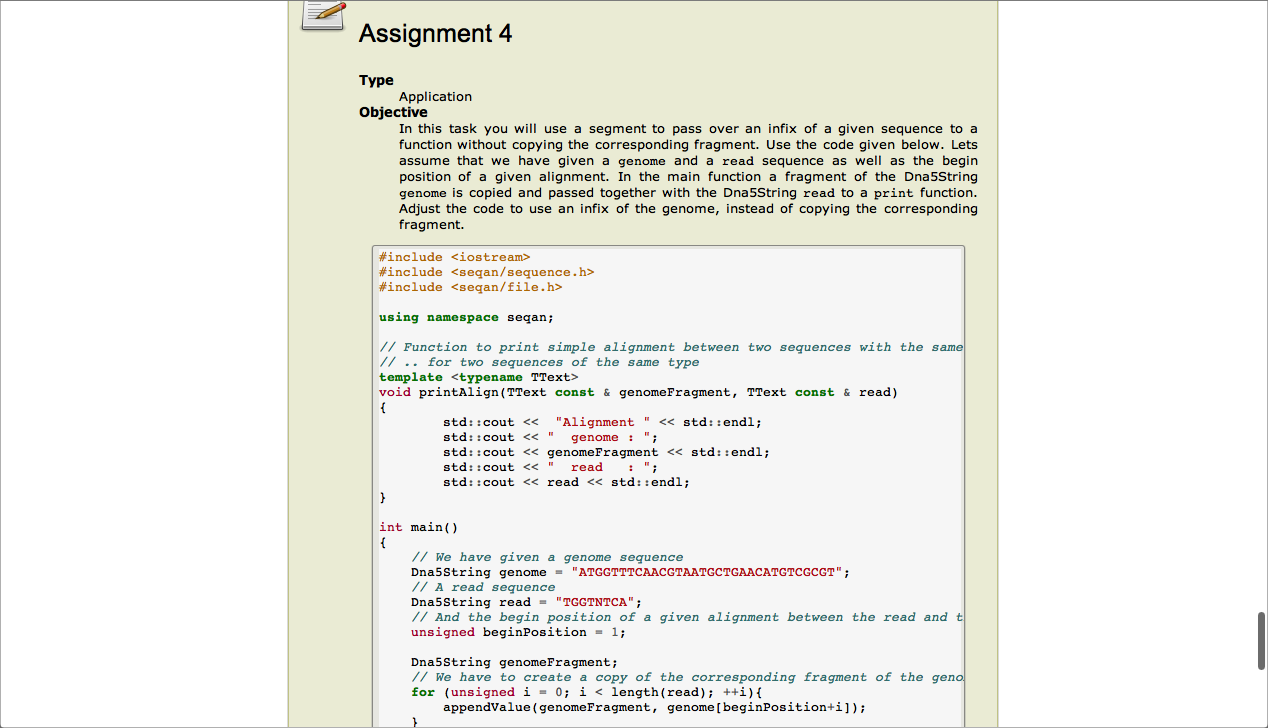 Assignment 4
Type
Application
Objective
In this task you will use a segment to pass over an infix of a given sequence to a
function without copying the corresponding fragment. Use the code given below. Lets
assume that we have given a genome and a read sequence as well as the begin
position of a given alignment. In the main function a fragment of the Dna5String
genome is copied and passed together with the Dna5String read to a print function.
Adjust the code to use an infix of the genome, instead of copying the corresponding
fragment.
#include <iostream>
#include <seqan/sequence.h>
#include <seqan/file.h>
using namespace seqan;
// Function to print simple alignment between two sequences with the same
// .. for two sequences of the same type
template <typename TText>
void printAlign(TText const & genomeFragment, TText const & read)
{
        std::cout <<  "Alignment " << std::endl;
        std::cout << "  genome : ";
        std::cout << genomeFragment << std::endl;
        std::cout << "  read   : ";
        std::cout << read << std::endl;
}
int main()
{
    // We have given a genome sequence
    Dna5String genome = "ATGGTTTCAACGTAATGCTGAACATGTCGCGT";
    // A read sequence
    Dna5String read = "TGGTNTCA";
    // And the begin position of a given alignment between the read and t
    unsigned beginPosition = 1;
    Dna5String genomeFragment;
    // We have to create a copy of the corresponding fragment of the geno
    for (unsigned i = 0; i < length(read); ++i){
        appendValue(genomeFragment, genome[beginPosition+i]);
    }